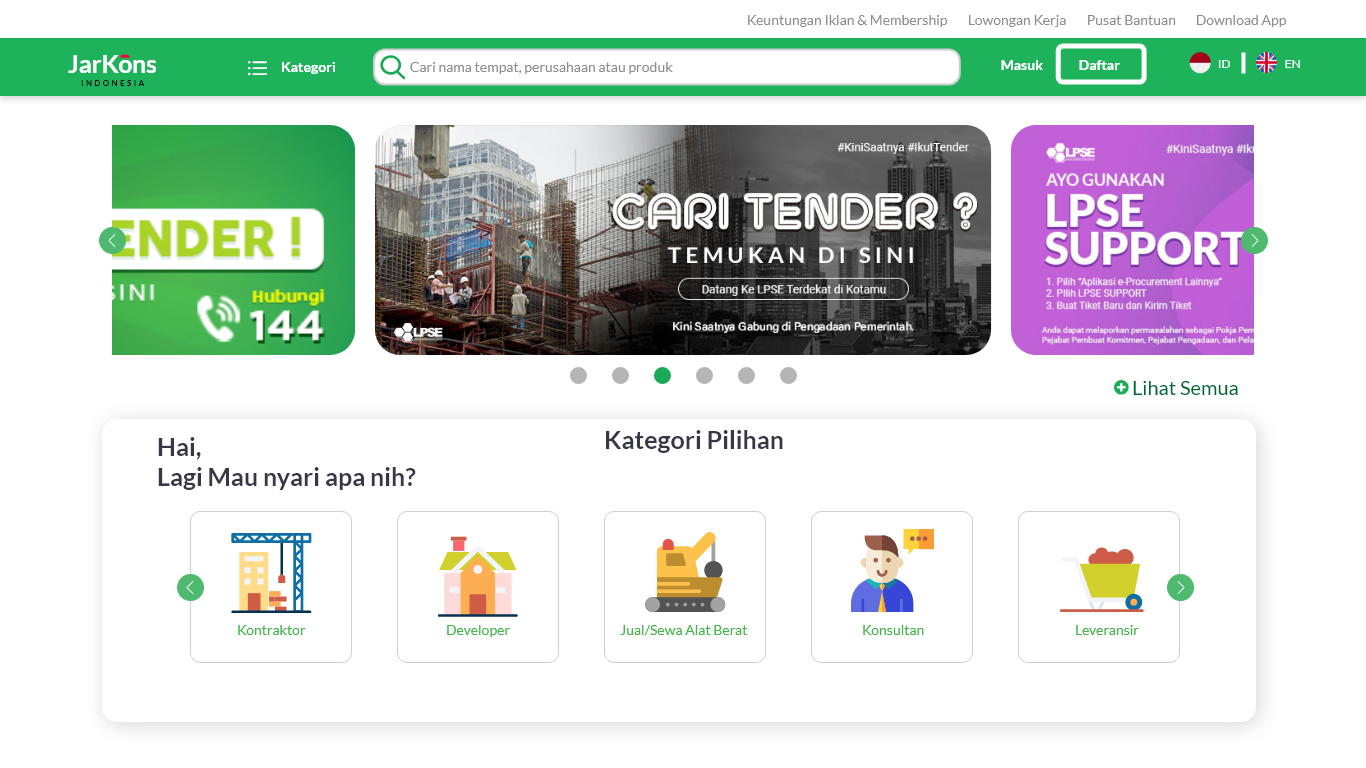 Keuntungan Iklan & Membership Lowongan Kerja Pusat Bantuan Download App
JarKons
INDONESIA
Kategori
Cari nama tempat, perusahaan atau produk
Masuk
Daftar
ID
EN
ENDER !
SINI
Hubungi
144
#KiniSaatnya #IkutTender
CARI TENDER ?
TEMUKAN DI SINI
Datang Ke LPSE Terdekat di Kotamu
Kini Saatnya Gabung di Pengadaan Pemerintah.
LPSE
LPSE
#KiniSaatnya #Iku
AYO GUNAKAN
LPSE
SUPPORT
1. Pilih "Aplikasi e-Procurement Lainnya"
2. Pilih LPSE SUPPORT
3. Buat Tiket Baru dan Kirim Tiket
Anda dapat melaporkan permasalahan sebagai Pokja Pem
Pejabat Pembuat Komitmen, Pejabat Pengadaan, dan Pela
Lihat Semua
Hai,
Lagi Mau nyari apa nih?
Kategori Pilihan
Kontraktor
Developer
Jual/Sewa Alat Berat
Konsultan
Leveransir